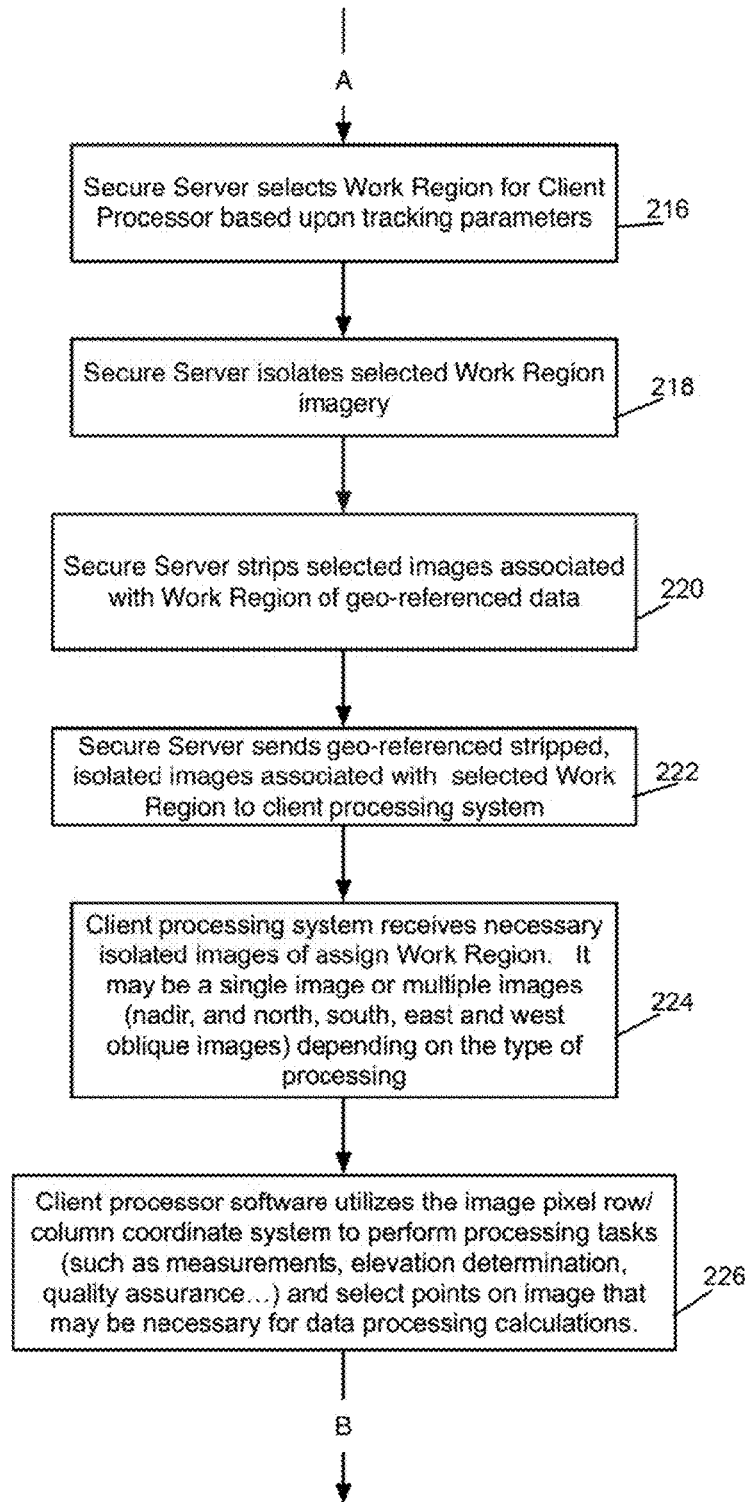 A
Secure Server selects Work Region for Client
Processor based upon tracking parameters
216
Secure Server isolates selected Work Region
imagery
218
Secure Server strips selected images associated
with Work Region of geo-referenced data
220
Secure Server sends geo-referenced stripped,
isolated images associated with selected Work
Region to client processing system
222
Client processing system receives necessary
isolated images of assign Work Region. It
may be a single image or multiple images
(nadir, and north, south, east and west
oblique images) depending on the type of
processing
224
Client processor software utilizes the image pixel row/
column coordinate system to perform processing tasks
(such as measurements, elevation determination,
quality assurance...) and select points on image that
may be necessary for data processing calculations.
226
B